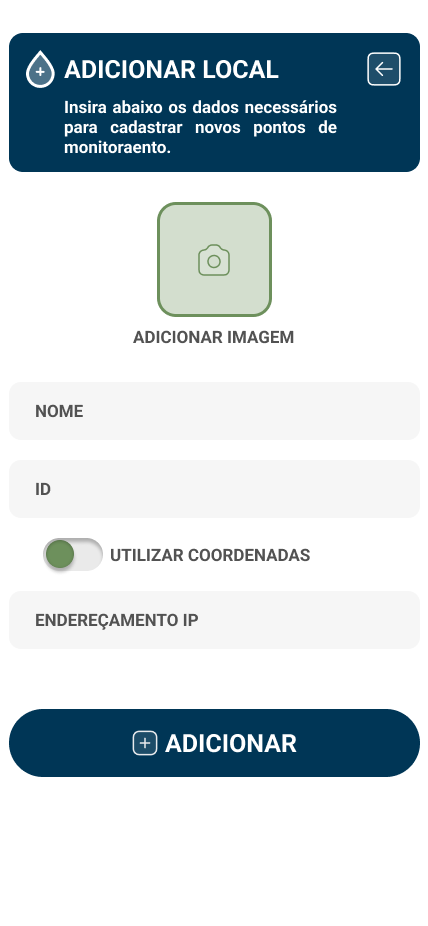 ADICIONAR LOCAL
Insira abaixo os dados necessários
para cadastrar novos pontos de
monitoraento.
ADICIONAR IMAGEM
NOME
ID
UTILIZAR COORDENADAS
ENDEREÇAMENTO IP
ADICIONAR